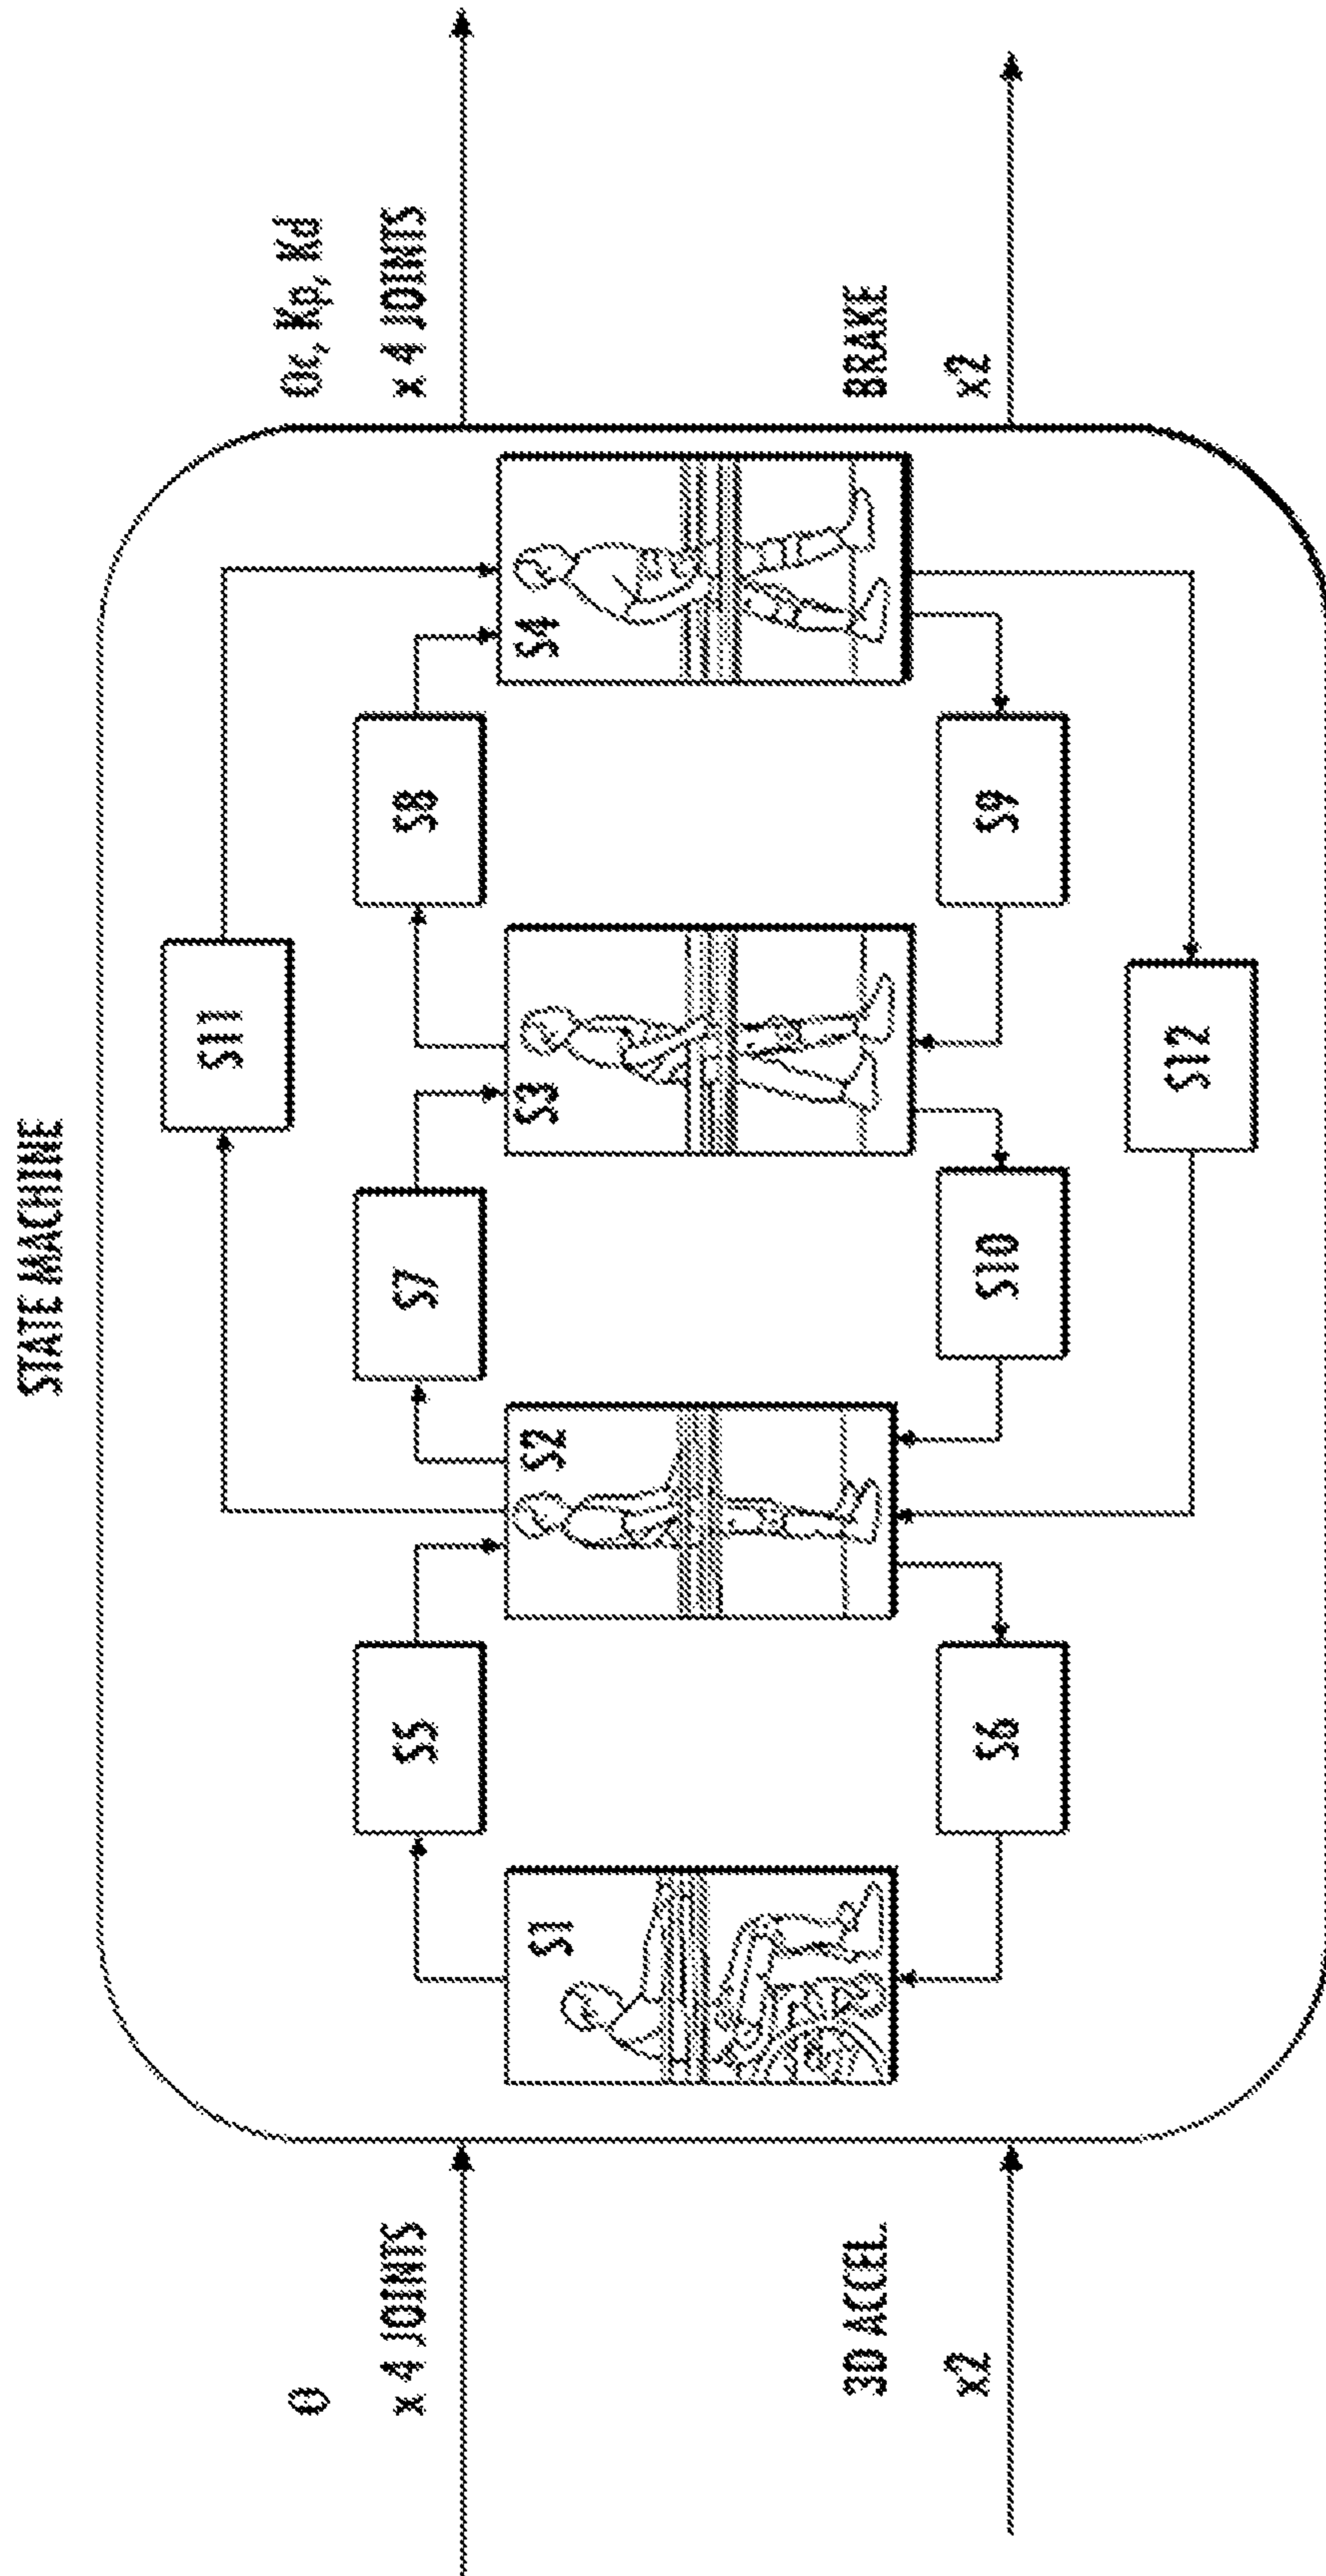 STATE MACHINE
Θ
x 4 JOINTS
3D ACCEL.
x2
S11
S5
S7
S8
S1
S2
S3
S4
S6
S10
S9
S12
Θr, Kp, Kd
x 4 JOINTS
BRAKE
x2